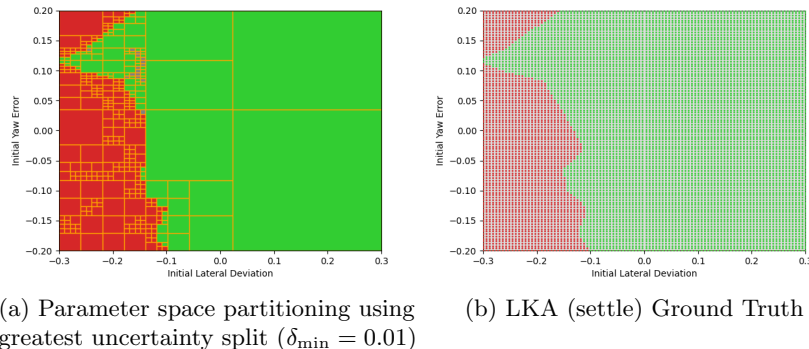 0.20
0.15
0.10
0.05
0.00
−0.05
−0.10
−0.15
−0.20
Initial Yaw Error
−0.3 −0.2 −0.1 0.0 0.1 0.2 0.3
Initial Lateral Deviation
0.20
0.15
0.10
0.05
0.00
−0.05
−0.10
−0.15
−0.20
Initial Yaw Error
−0.3 −0.2 −0.1 0.0 0.1 0.2 0.3
Initial Lateral Deviation
(a) Parameter space partitioning using
greatest uncertainty split (δmin = 0.01)
(b) LKA (settle) Ground Truth